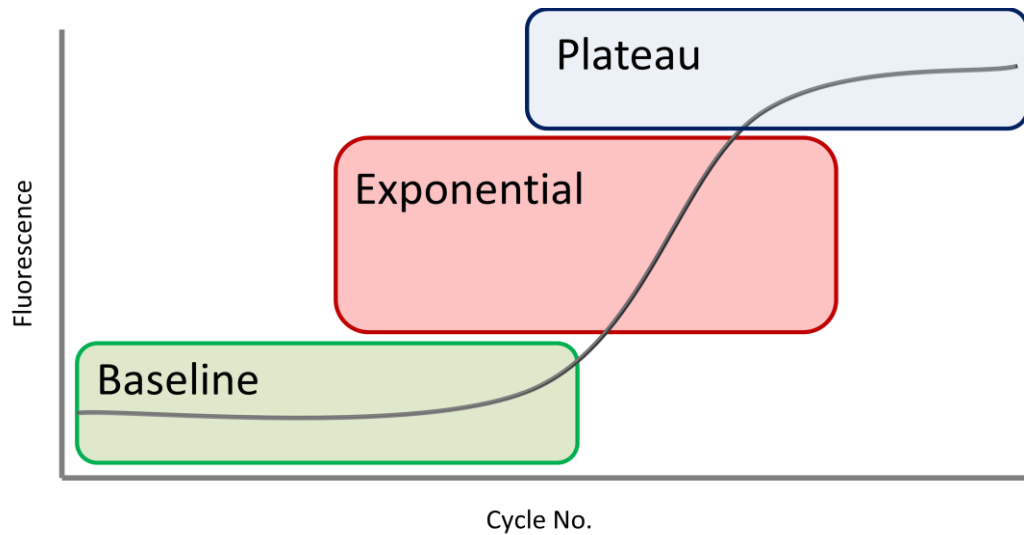 Plateau
Exponential
Fluorescence
Baseline
Cycle No.